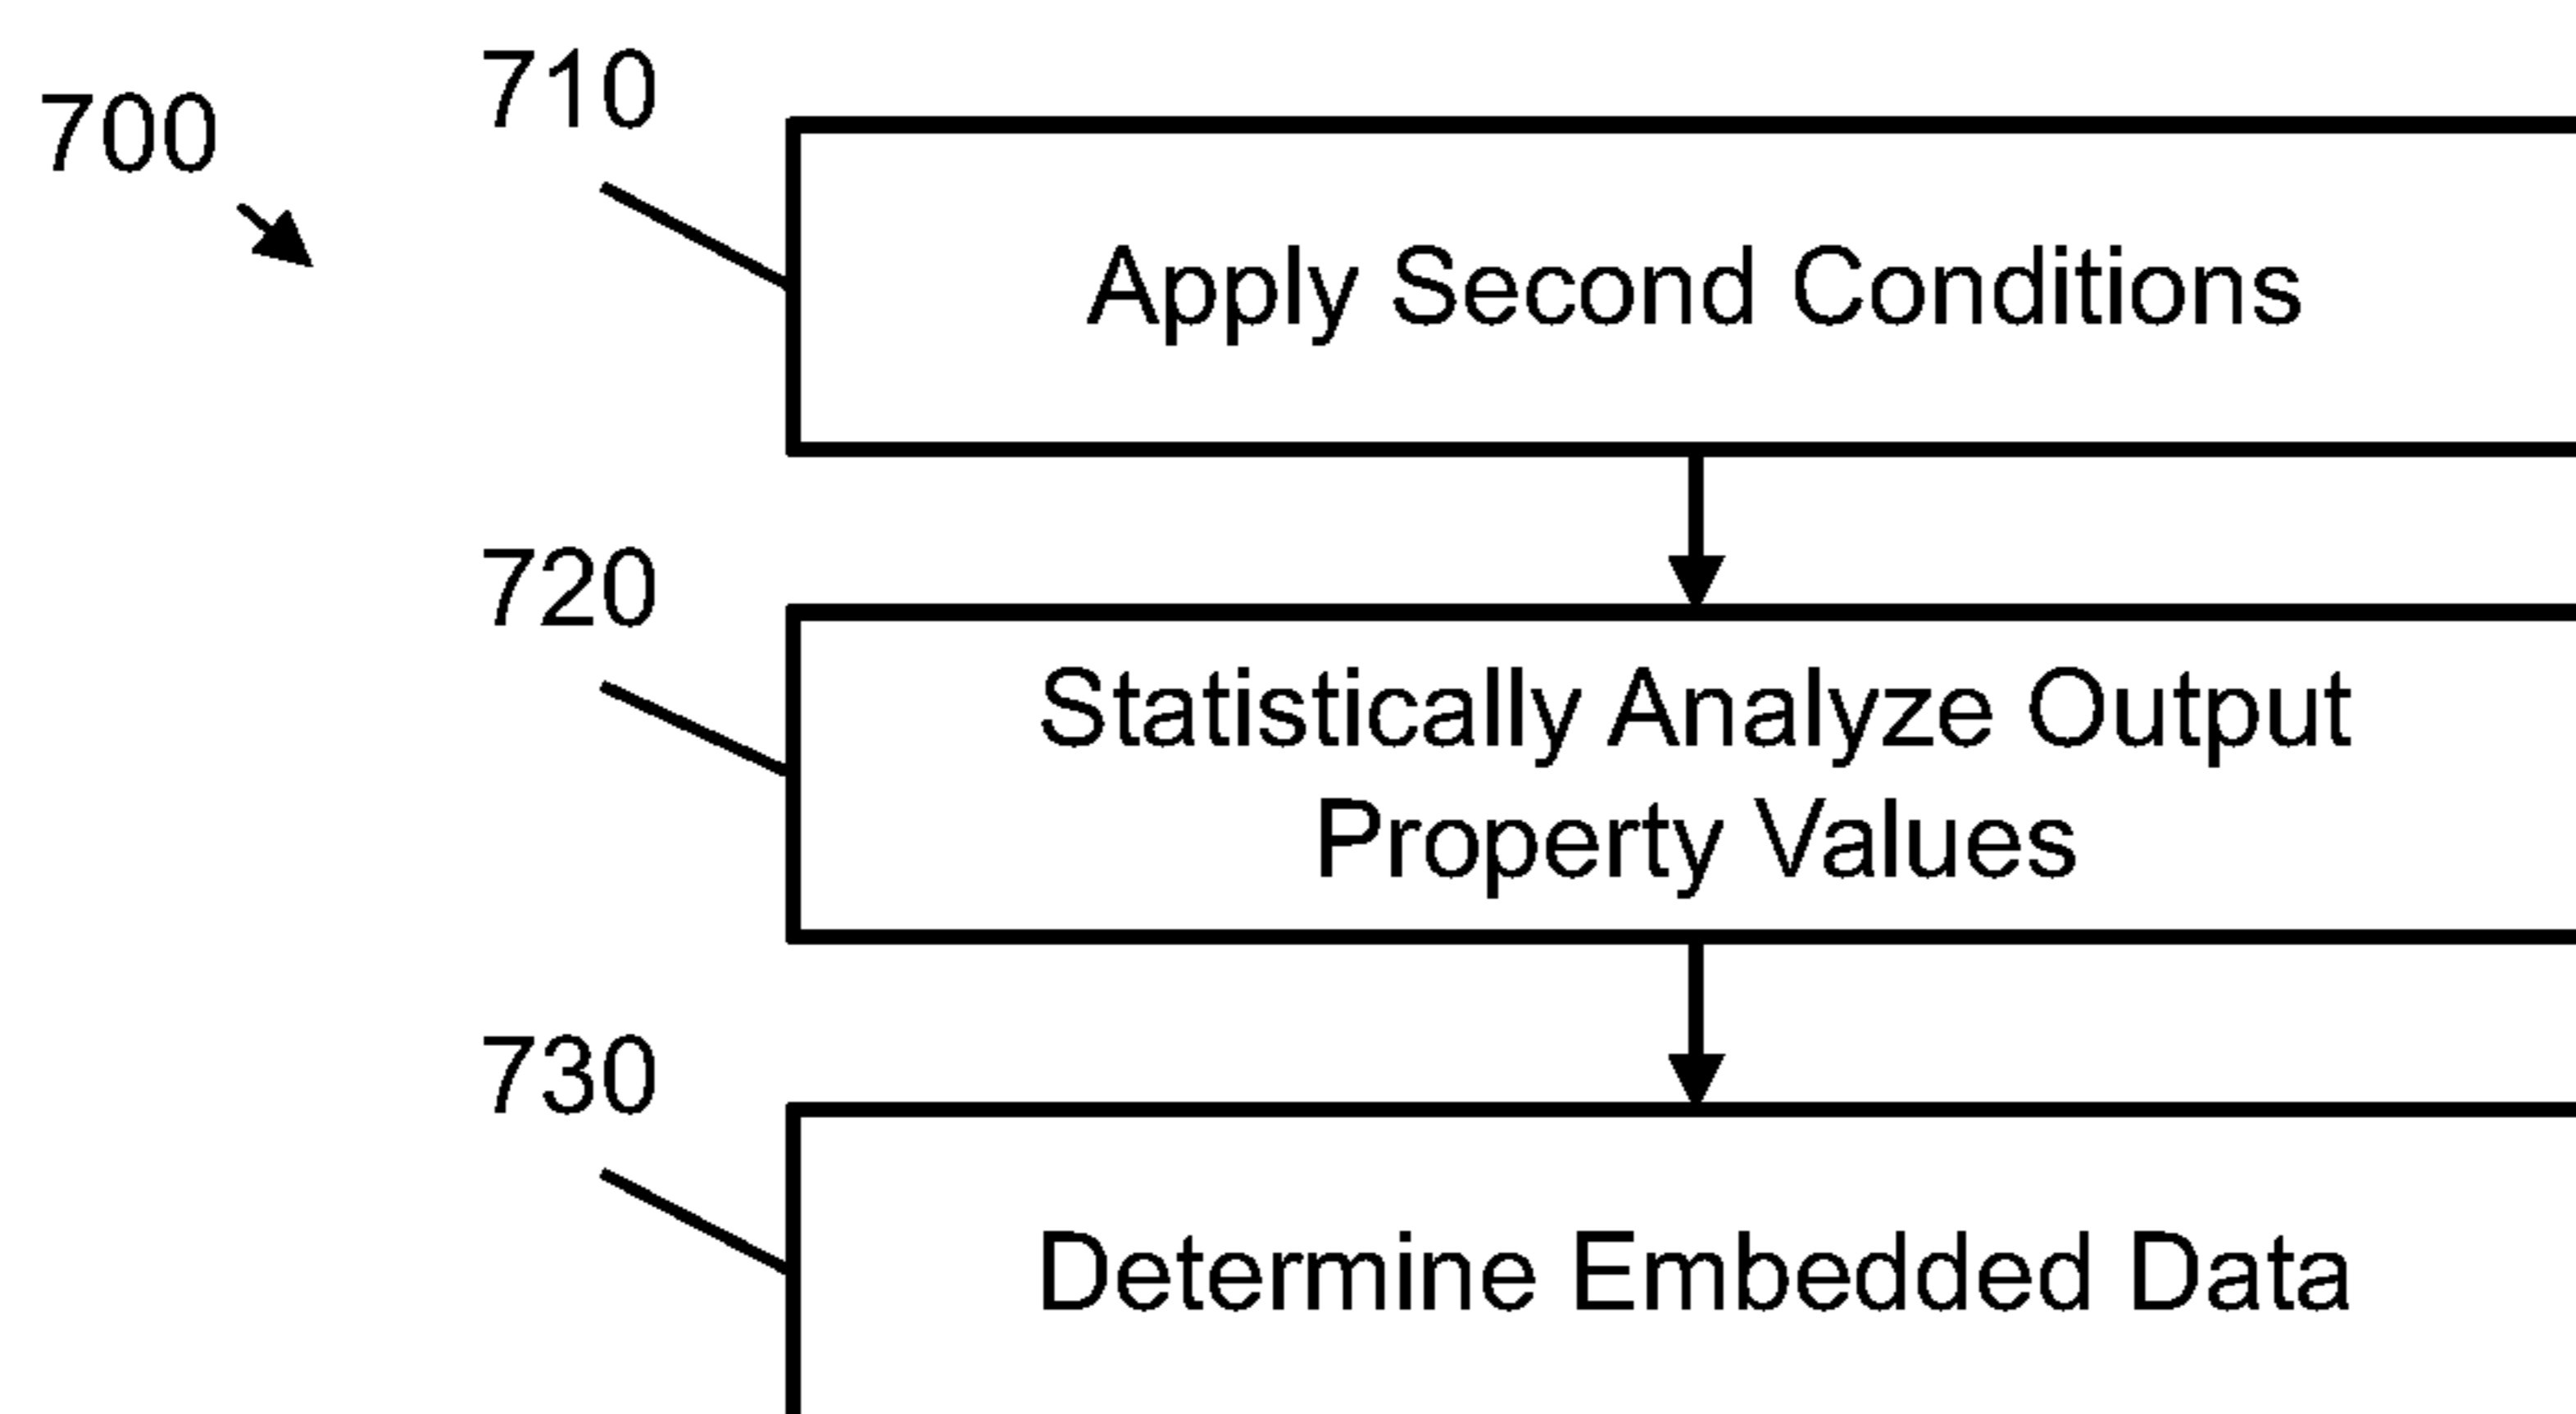 700
710
Apply Second Conditions
720
Statistically Analyze Output
Property Values
730
Determine Embedded Data